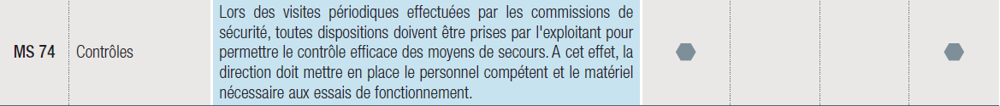 Lors des visites périodiques effectuées par les commissions de
sécurité, toutes dispositions doivent être prises par l'exploitant pour
MS 74 Contrôles permettre le contrôle efficace des moyens de secours. A cet effet, la
direction doit mettre en place le personnel compétent et le matériel
nécessaire aux essais de fonctionnement.